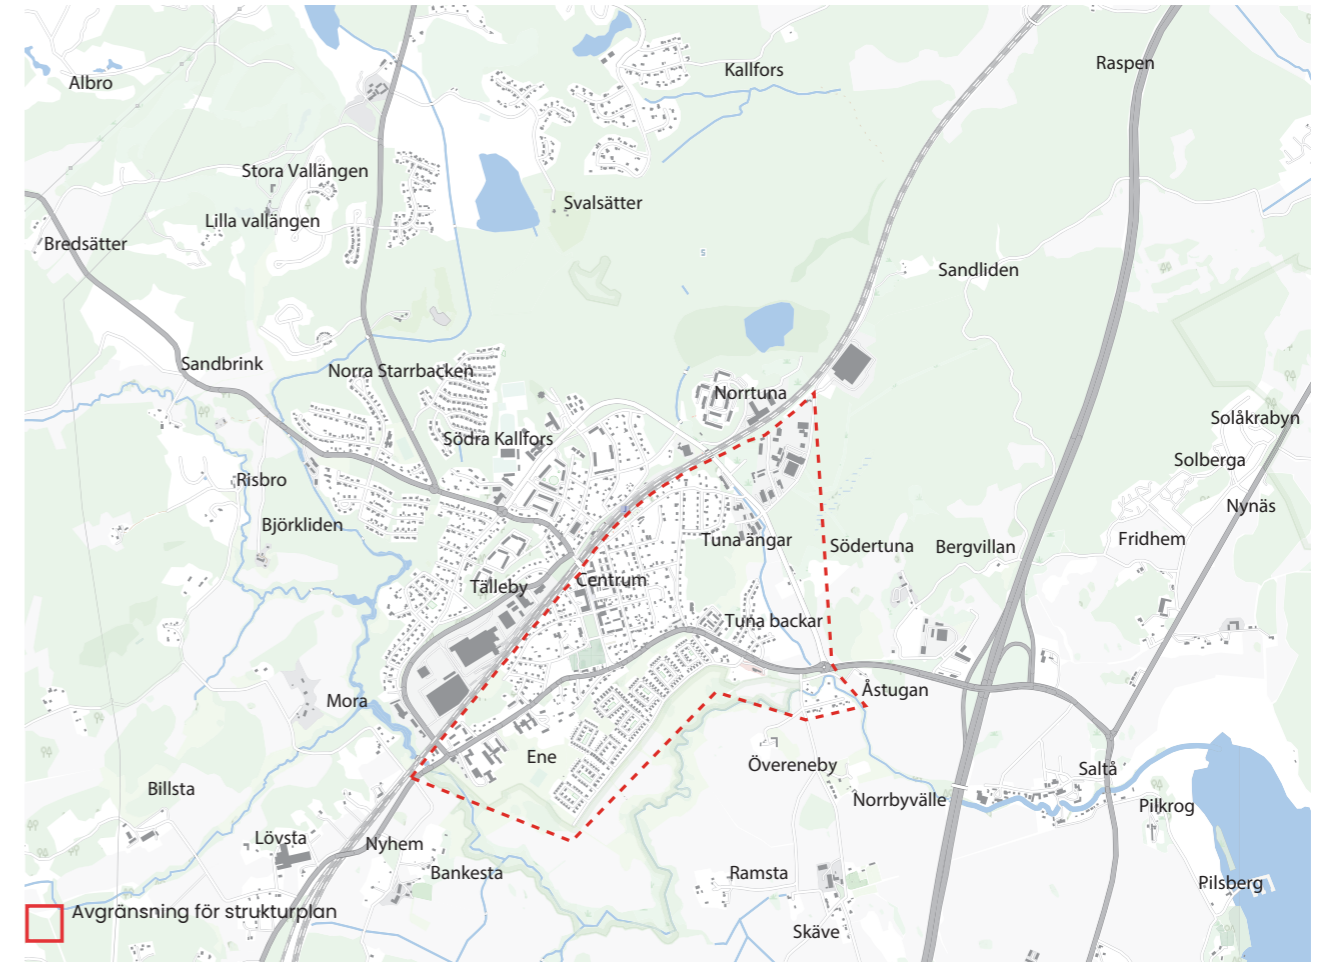 Raspen
Kallfors
Albro
Stora Vallängen
Svalsätter
Lilla vallängen
Bredsätter
S
Sandliden
Sandbrink
Norra Starrbacken
Norrtuna
Solåkrabyn
Södra Kallfors
Solberga
Risbro
Nynäs
Björkliden
Tuna ängar
Södertuna
Bergvillan
Fridhem
Tälleby
Centrum
Tuna backar
Åstugan
Mora
Ene
Övereneby
Saltå
Billsta
Norrbyvälle
Pilkrog
Lövsta
Nyhem
Bankesta
Ramsta
Pilsberg
Avgränsning för strukturplan
Skäve